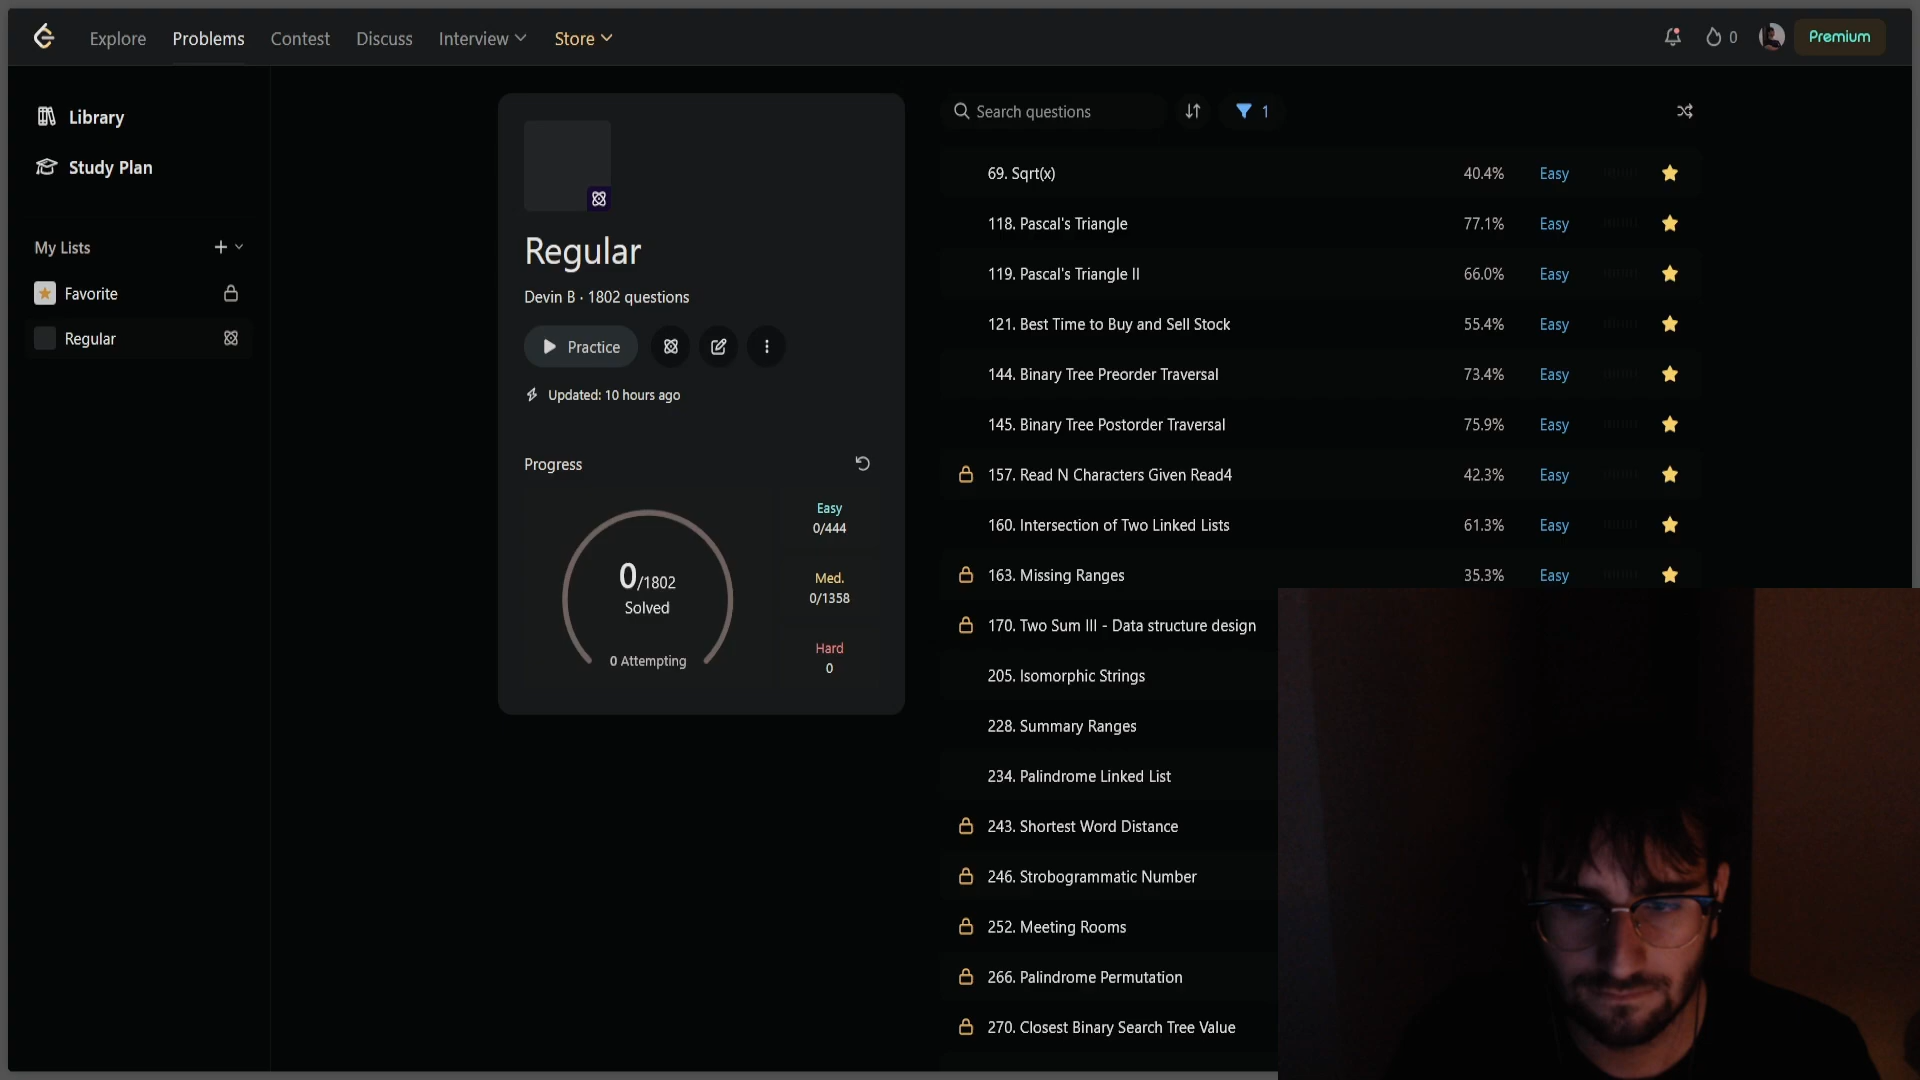 Explore
Problems
Contest
Discuss
Interview
Store
0
Premium
Library
Study Plan
My Lists
Favorite
Regular
Regular
Devin B · 1802 questions
Practice
Updated: 10 hours ago
Progress
0/1802
Solved
0 Attempting
Easy
0/444
Med.
0/1358
Hard
0
Search questions
1
69. Sqrt(x) 40.4% Easy
118. Pascal's Triangle 77.1% Easy
119. Pascal's Triangle II 66.0% Easy
121. Best Time to Buy and Sell Stock 55.4% Easy
144. Binary Tree Preorder Traversal 73.4% Easy
145. Binary Tree Postorder Traversal 75.9% Easy
157. Read N Characters Given Read4 42.3% Easy
160. Intersection of Two Linked Lists 61.3% Easy
163. Missing Ranges 35.3% Easy
170. Two Sum III - Data structure design
205. Isomorphic Strings
228. Summary Ranges
234. Palindrome Linked List
243. Shortest Word Distance
246. Strobogrammatic Number
252. Meeting Rooms
266. Palindrome Permutation
270. Closest Binary Search Tree Value